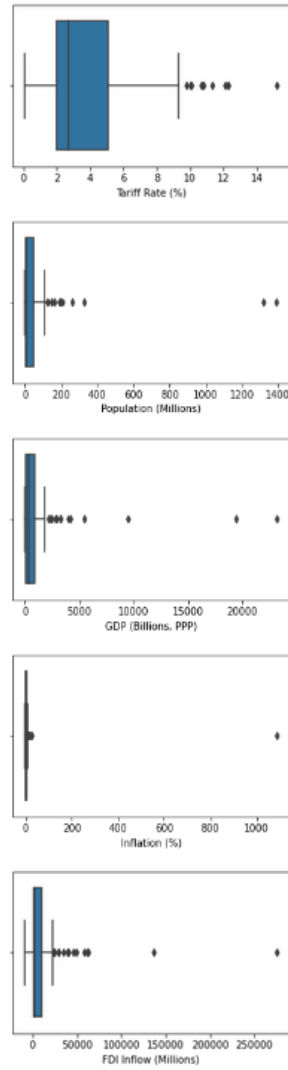 0 2 4 6 8 10 12 14
Tariff Rate (%)
0 200 400 600 800 1000 1200 1400
Population (Millions)
0 5000 10000 15000 20000
GDP (Billions, PPP)
0 200 400 600 800 1000
Inflation (%)
0 50000 100000 150000 200000 250000
FDI Inflow (Millions)